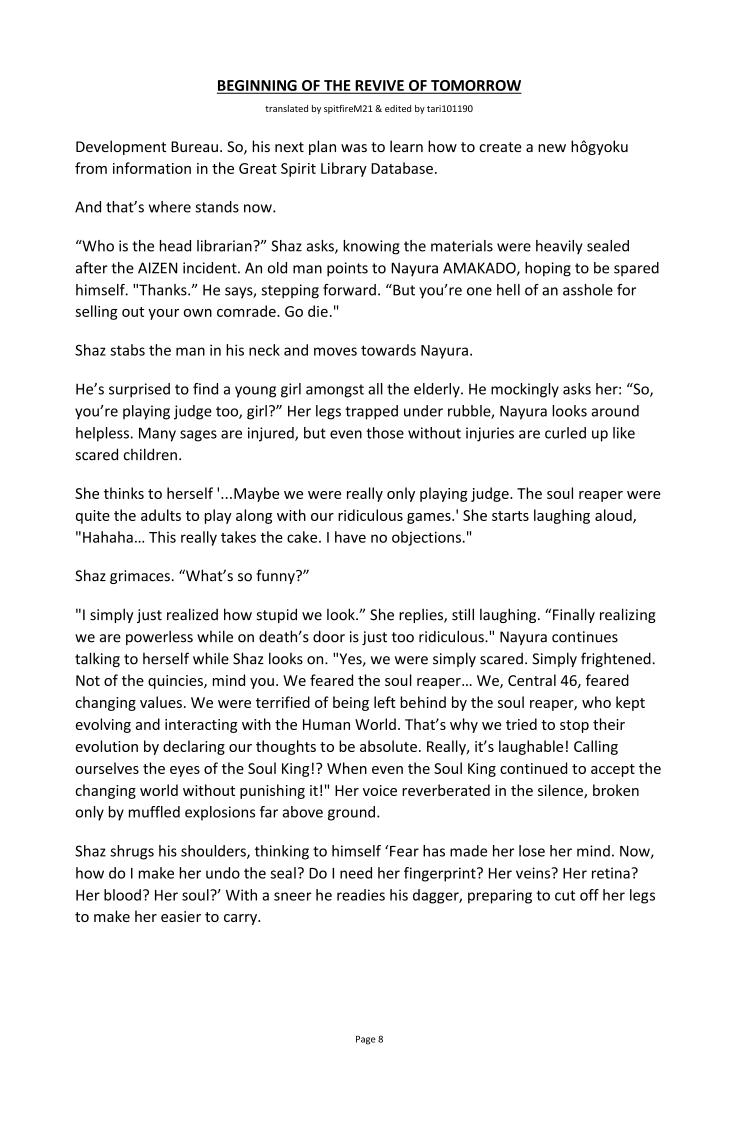 BEGINNING OF THE REVIVE OF TOMORROW
translated by spitfireM21 & edited by tari101190
Development Bureau. So, his next plan was to learn how to create a new hôgyoku
from information in the Great Spirit Library Database.
And that’s where stands now.
“Who is the head librarian?” Shaz asks, knowing the materials were heavily sealed
after the AIZEN incident. An old man points to Nayura AMAKADO, hoping to be spared
himself. "Thanks.” He says, stepping forward. “But you’re one hell of an asshole for
selling out your own comrade. Go die."
Shaz stabs the man in his neck and moves towards Nayura.
He’s surprised to find a young girl amongst all the elderly. He mockingly asks her: “So,
you’re playing judge too, girl?” Her legs trapped under rubble, Nayura looks around
helpless. Many sages are injured, but even those without injuries are curled up like
scared children.
She thinks to herself '...Maybe we were really only playing judge. The soul reaper were
quite the adults to play along with our ridiculous games.' She starts laughing aloud,
"Hahaha… This really takes the cake. I have no objections."
Shaz grimaces. “What’s so funny?”
"I simply just realized how stupid we look.” She replies, still laughing. “Finally realizing
we are powerless while on death’s door is just too ridiculous." Nayura continues
talking to herself while Shaz looks on. "Yes, we were simply scared. Simply frightened.
Not of the quincies, mind you. We feared the soul reaper… We, Central 46, feared
changing values. We were terrified of being left behind by the soul reaper, who kept
evolving and interacting with the Human World. That’s why we tried to stop their
evolution by declaring our thoughts to be absolute. Really, it’s laughable! Calling
ourselves the eyes of the Soul King!? When even the Soul King continued to accept the
changing world without punishing it!" Her voice reverberated in the silence, broken
only by muffled explosions far above ground.
Shaz shrugs his shoulders, thinking to himself ‘Fear has made her lose her mind. Now,
how do I make her undo the seal? Do I need her fingerprint? Her veins? Her retina?
Her blood? Her soul?’ With a sneer he readies his dagger, preparing to cut off her legs
to make her easier to carry.
Page 8